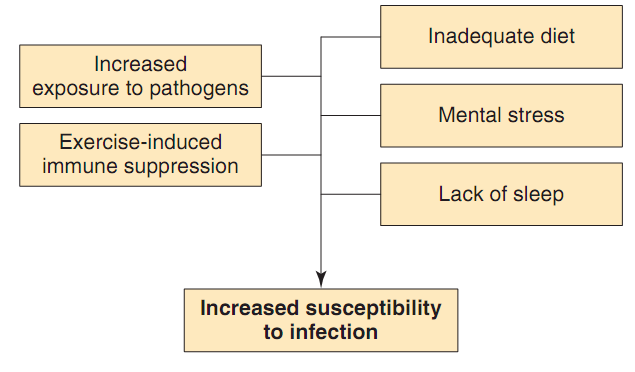 Increased
exposure to pathogens
Exercise-induced
immune suppression
Inadequate diet
Mental stress
Lack of sleep
Increased susceptibility
to infection